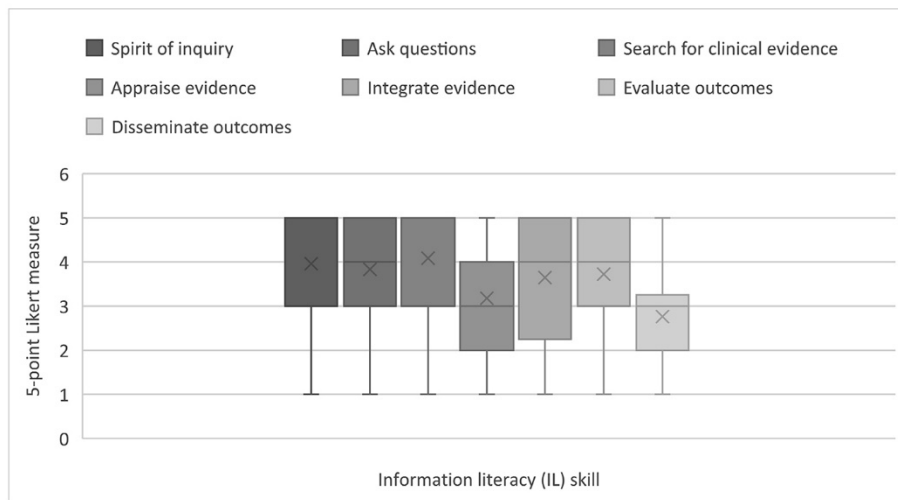 Spirit of inquiry
Ask questions
Search for clinical evidence
Appraise evidence
Integrate evidence
Evaluate outcomes
Disseminate outcomes
5-point Likert measure
6
5
4
3
2
1
0
Information literacy (IL) skill